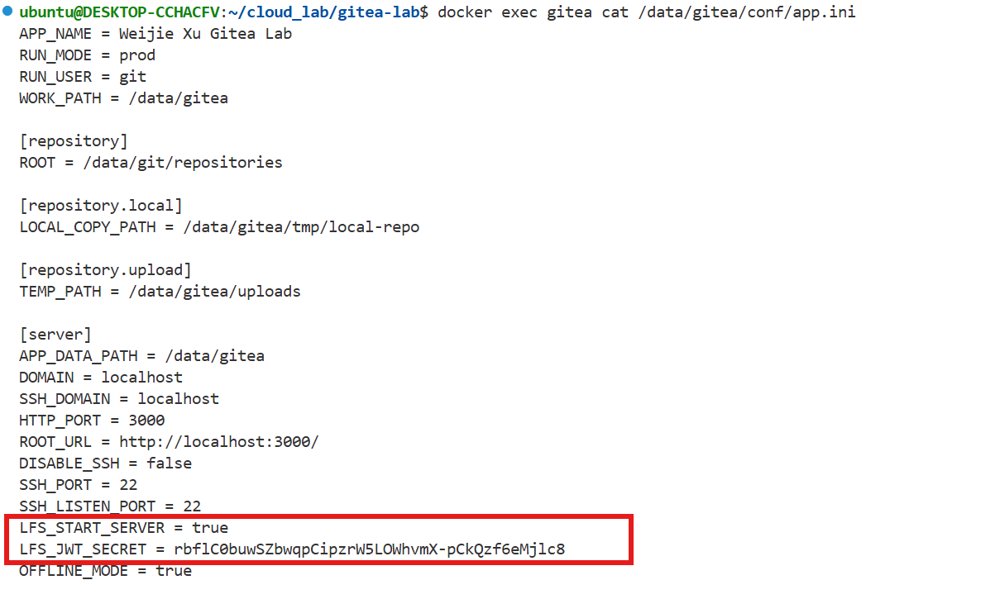 ubuntu@DESKTOP-CCHACFV:~/cloud_lab/gitea-lab$ docker exec gitea cat /data/gitea/conf/app.ini
APP_NAME = Weijie Xu Gitea Lab
RUN_MODE = prod
RUN_USER = git
WORK_PATH = /data/gitea
[repository]
ROOT = /data/git/repositories
[repository.local]
LOCAL_COPY_PATH = /data/gitea/tmp/local-repo
[repository.upload]
TEMP_PATH = /data/gitea/uploads
[server]
APP_DATA_PATH = /data/gitea
DOMAIN = localhost
SSH_DOMAIN = localhost
HTTP_PORT = 3000
ROOT_URL = http://localhost:3000/
DISABLE_SSH = false
SSH_PORT = 22
SSH_LISTEN_PORT = 22
LFS_START_SERVER = true
LFS_JWT_SECRET = rbflC0buwSZbwqpCipzrW5LOWhvmX-pCkQzf6eMjlc8
OFFLINE_MODE = true